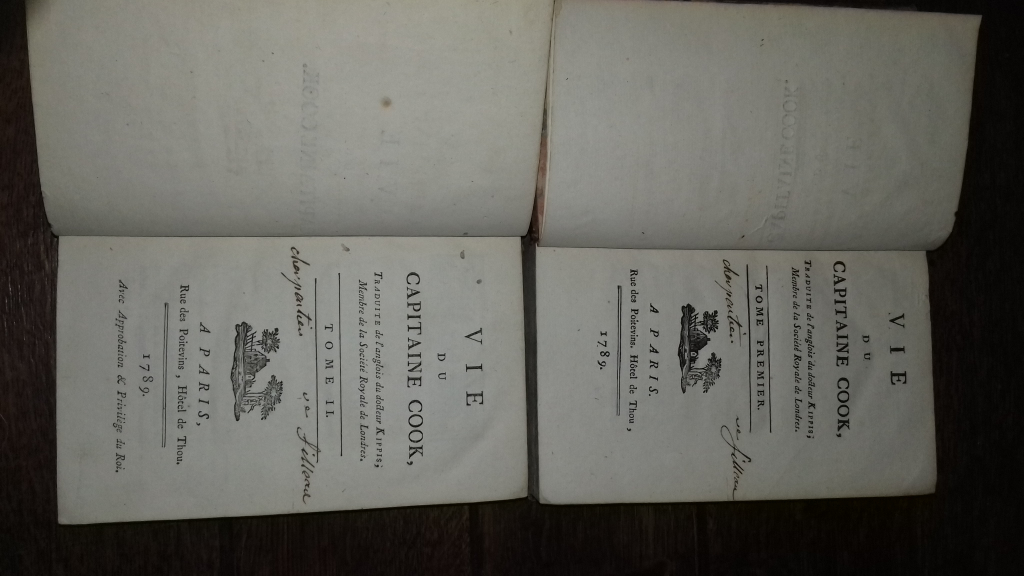 VIE
DU
CAPITAINE COOK,
TRADUITE de l'anglois du docteur KIPPIS;
Membre de la Société Royale de Londres.
TOME II.
charpentier
A PARIS,
Rue des Poitevins, Hôtel de Thou.
1789.
Avec Approbation & Privilége du Roi.
VIE
DU
CAPITAINE COOK,
TRADUITE de l'anglois du docteur KIPPIS;
Membre de la Société Royale de Londres.
TOME PREMIER.
charpentier.
A PARIS.
Rue des Poitevins, Hôtel de Thou,
1789.